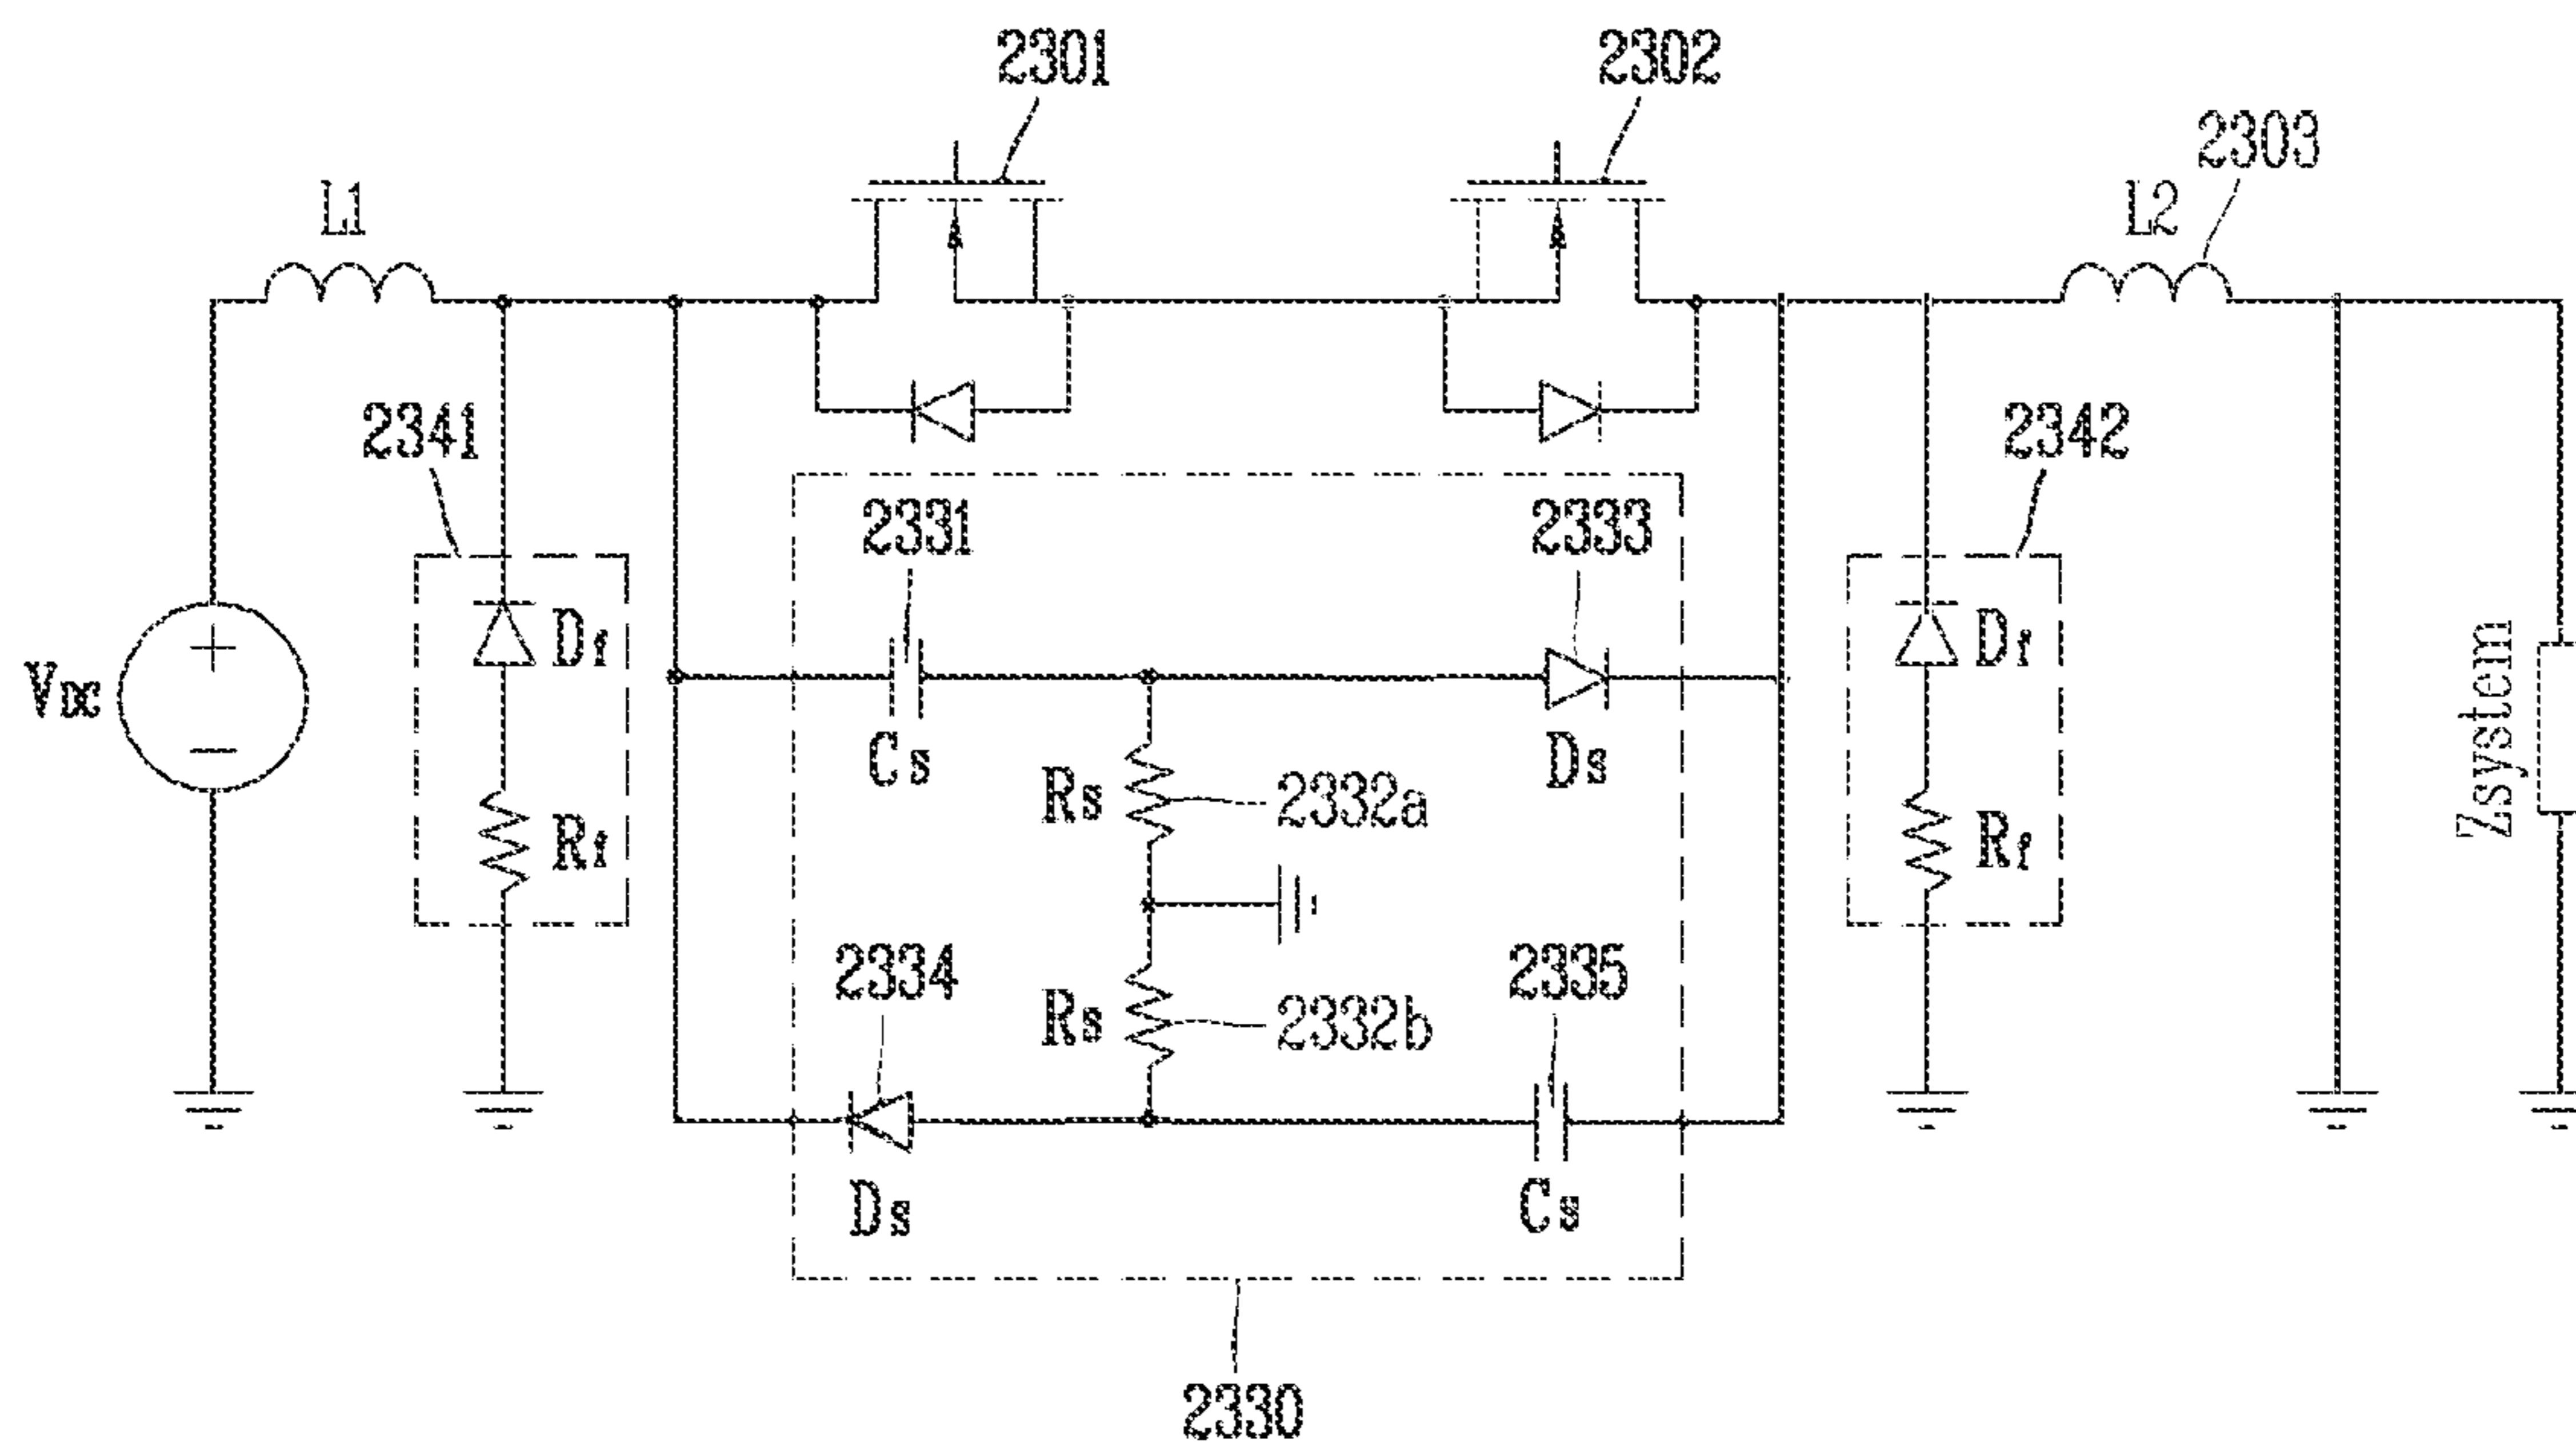 2301
2302
2303
L1
L2
2341
2342
2331
2333
Df
Df
VDC
+
−
Cs
Ds
Rs
2332a
Rf
Rf
Zsystem
2334
2335
Rs
2332b
Ds
Cs
2330